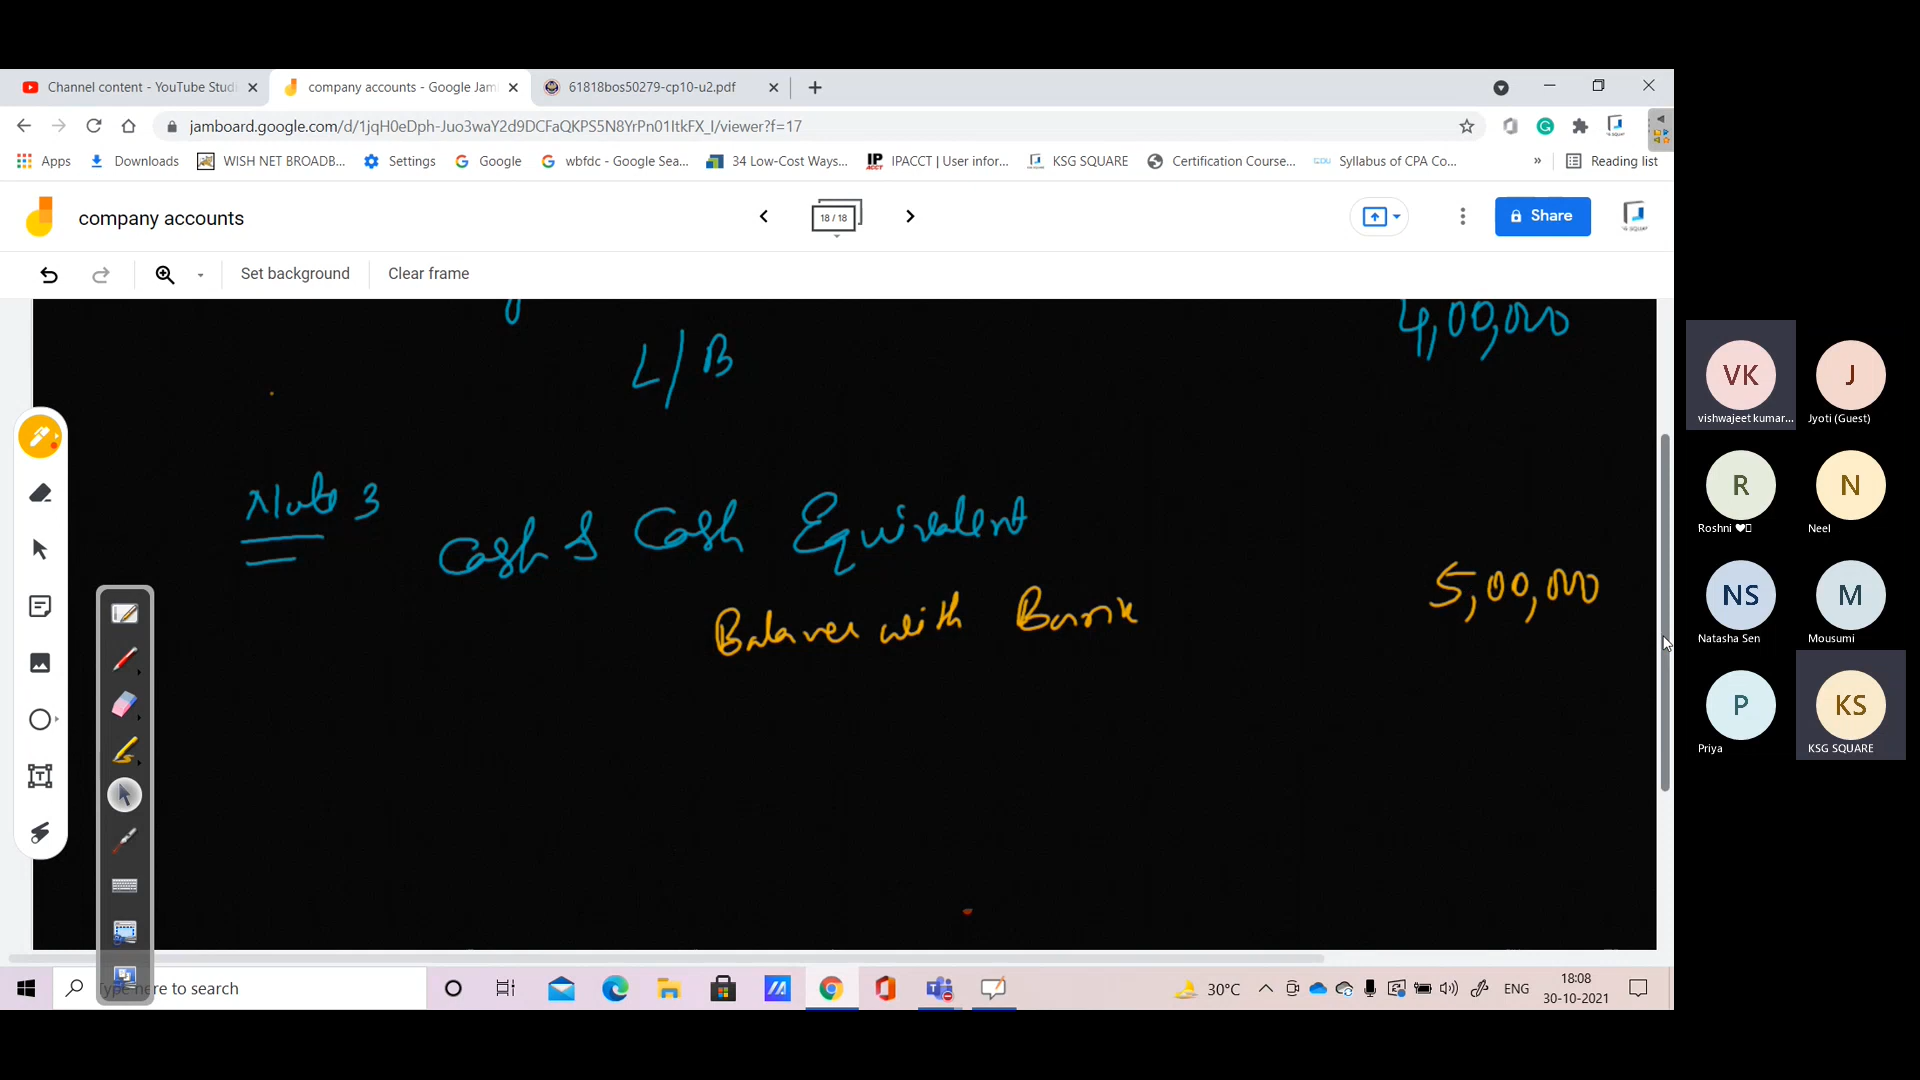 Channel content - YouTube Studi
company accounts - Google Jam
61818bos50279-cp10-u2.pdf
jamboard.google.com/d/1jqH0eDph-Juo3waY2d9DCFaQKPS5N8YrPn01ItkFX_I/viewer?f=17
Apps Downloads WISH NET BROADB... Settings Google wbfdc - Google Sea... 34 Low-Cost Ways... IPACCT | User infor... KSG SQUARE Certification Course... Syllabus of CPA Co... » Reading list
company accounts
18 / 18
Share
Set background Clear frame
4,00,000
L/B
Note 3
Cash & Cash Equivalent
Balance with Bank 5,00,000
VK J
vishwajeet kumar... Jyoti (Guest)
R N
Roshni Neel
NS M
Natasha Sen Mousumi
P KS
Priya KSG SQUARE
Type here to search
30°C ENG
18:08
30-10-2021